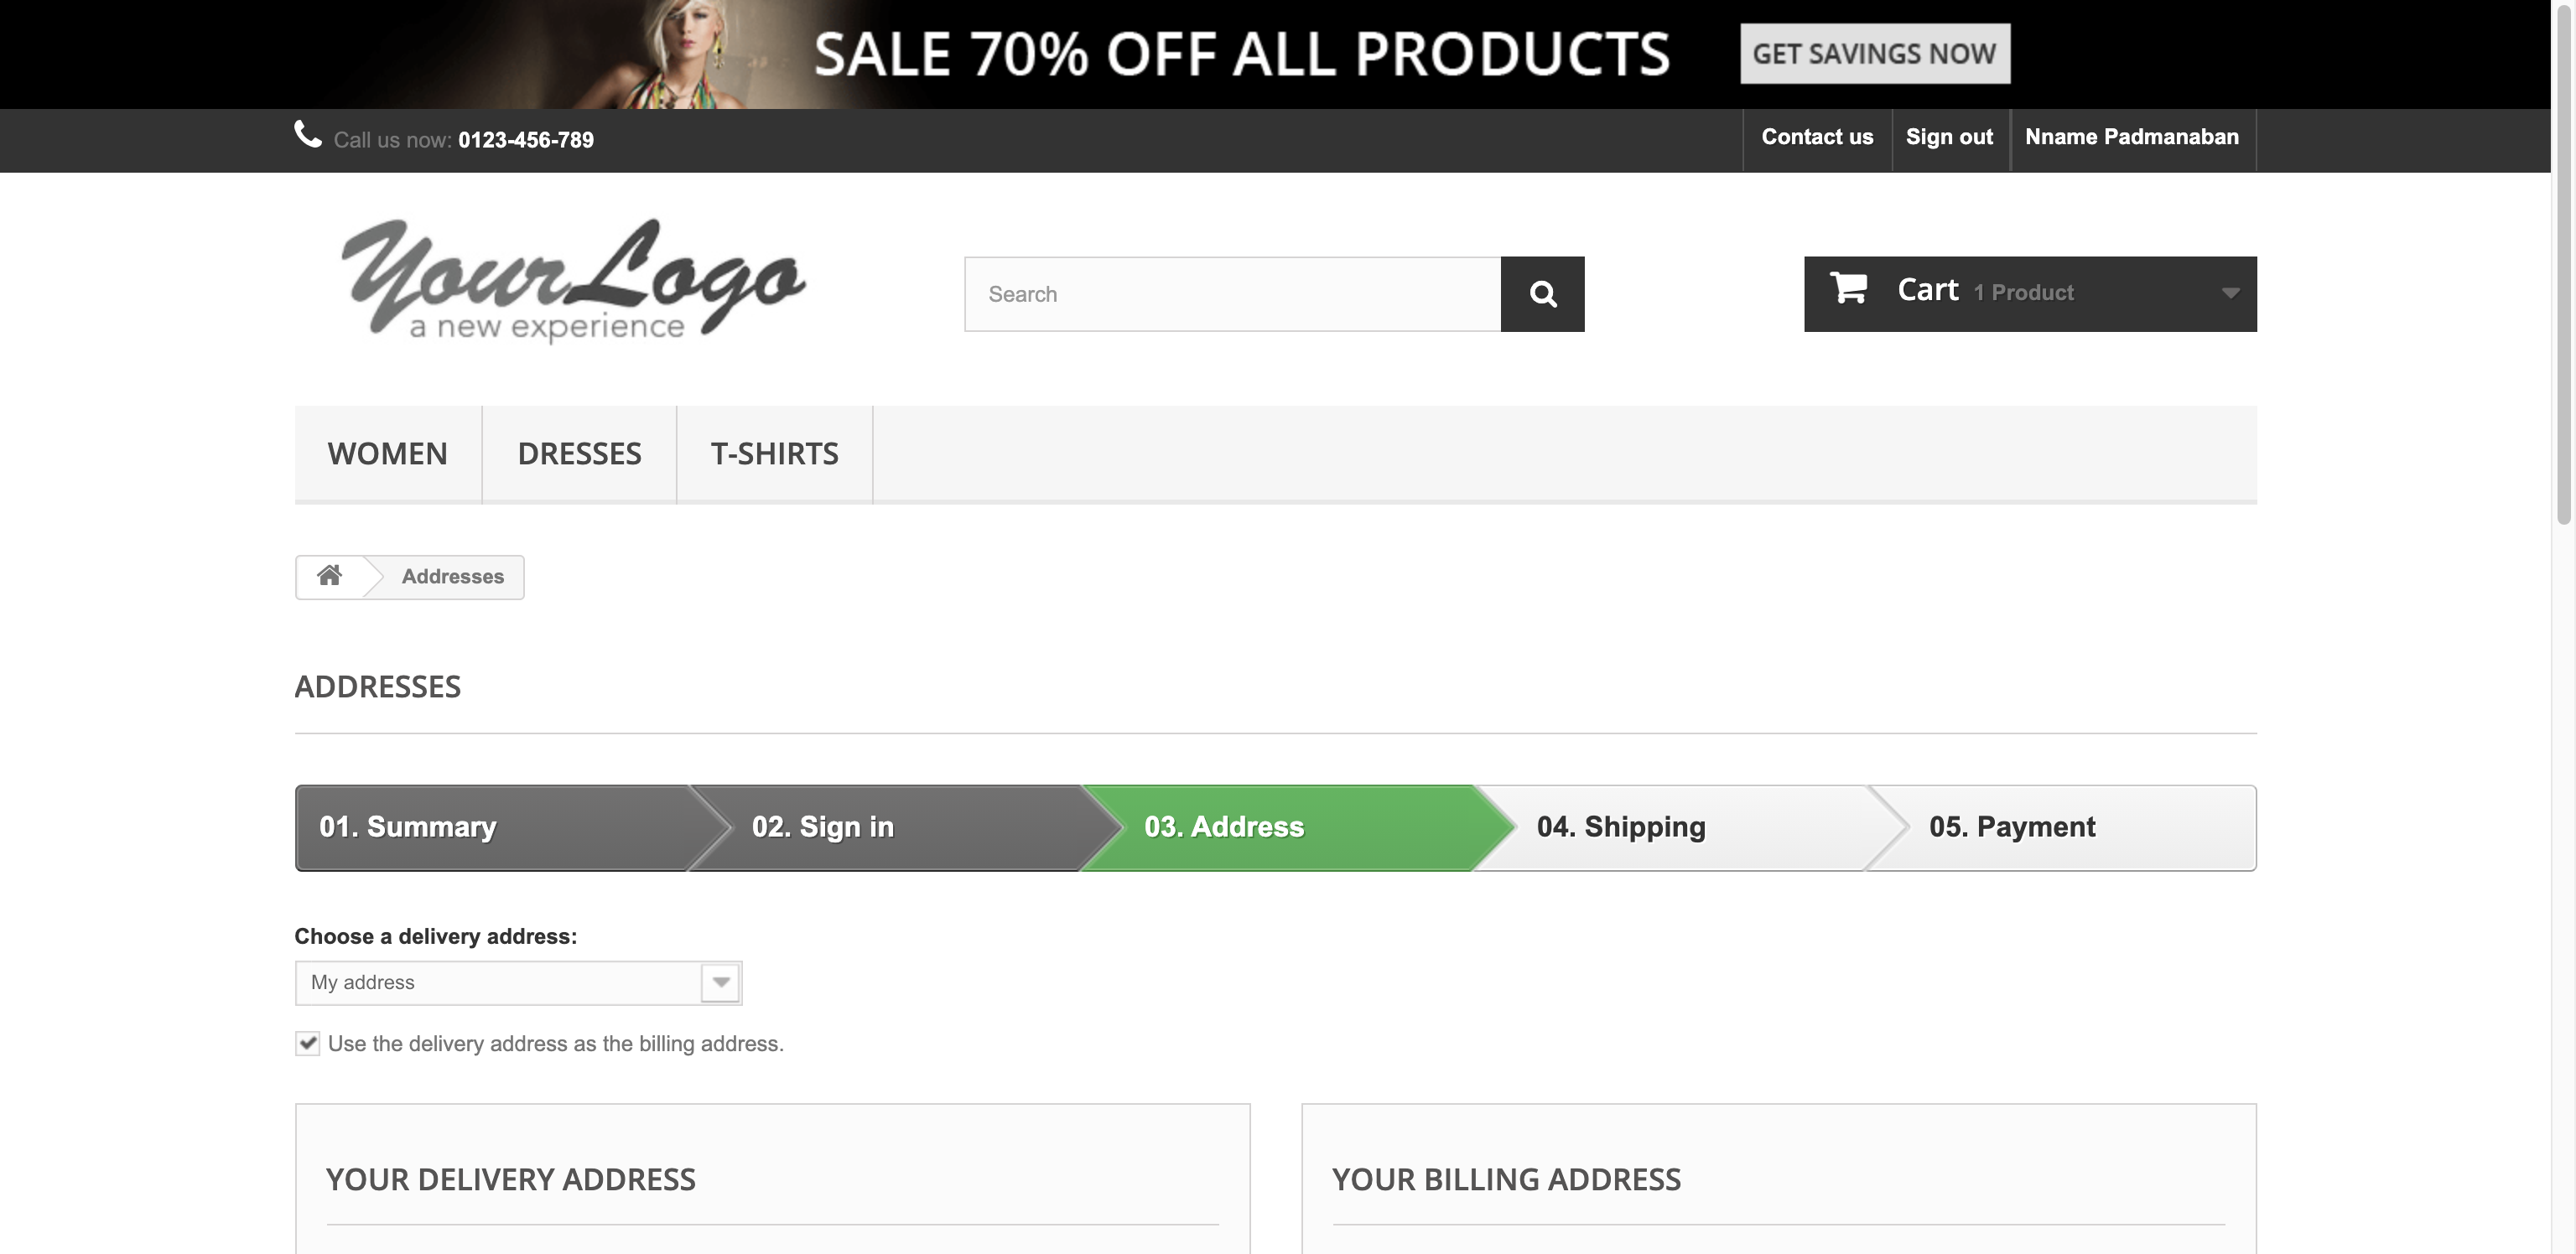 SALE 70% OFF ALL PRODUCTS GET SAVINGS NOW
Call us now: 0123-456-789 Contact us Sign out Nname Padmanaban
Your Logo
a new experience
Search
Cart 1 Product
WOMEN DRESSES T-SHIRTS
Addresses
ADDRESSES
01. Summary 02. Sign in 03. Address 04. Shipping 05. Payment
Choose a delivery address:
My address
Use the delivery address as the billing address.
YOUR DELIVERY ADDRESS YOUR BILLING ADDRESS